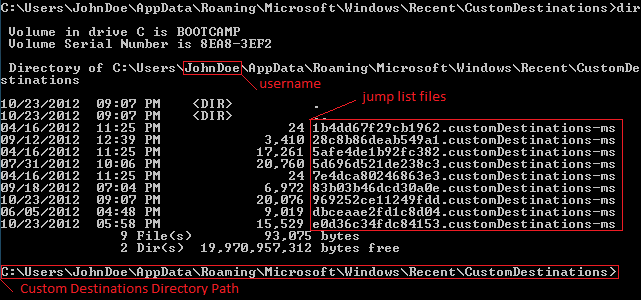 C:\Users\JohnDoe\AppData\Roaming\Microsoft\Windows\Recent\CustomDestinations>dir
Volume in drive C is BOOTCAMP
Volume Serial Number is 8EA8-3EF2
Directory of C:\Users\JohnDoe\AppData\Roaming\Microsoft\Windows\Recent\CustomDe
stinations
username
jump list files
10/23/2012 09:07 PM <DIR> .
10/23/2012 09:07 PM <DIR> ..
04/16/2012 11:25 PM 24 1b4dd67f29cb1962.customDestinations-ms
09/12/2012 12:39 PM 3,410 28c8b86deab549a1.customDestinations-ms
04/16/2012 11:25 PM 17,261 5afe4de1b92fc382.customDestinations-ms
07/31/2012 10:06 PM 20,760 5d696d521de238c3.customDestinations-ms
04/16/2012 11:25 PM 24 7e4dca80246863e3.customDestinations-ms
09/18/2012 07:04 PM 6,972 83b03b46dcd30a0e.customDestinations-ms
10/23/2012 09:07 PM 20,076 969252ce11249fdd.customDestinations-ms
06/05/2012 04:48 PM 9,019 dbceaae2fd1c8d04.customDestinations-ms
10/23/2012 05:58 PM 15,529 e0d36c34fdc84153.customDestinations-ms
9 File(s) 93,075 bytes
2 Dir(s) 19,970,957,312 bytes free
C:\Users\JohnDoe\AppData\Roaming\Microsoft\Windows\Recent\CustomDestinations>
Custom Destinations Directory Path